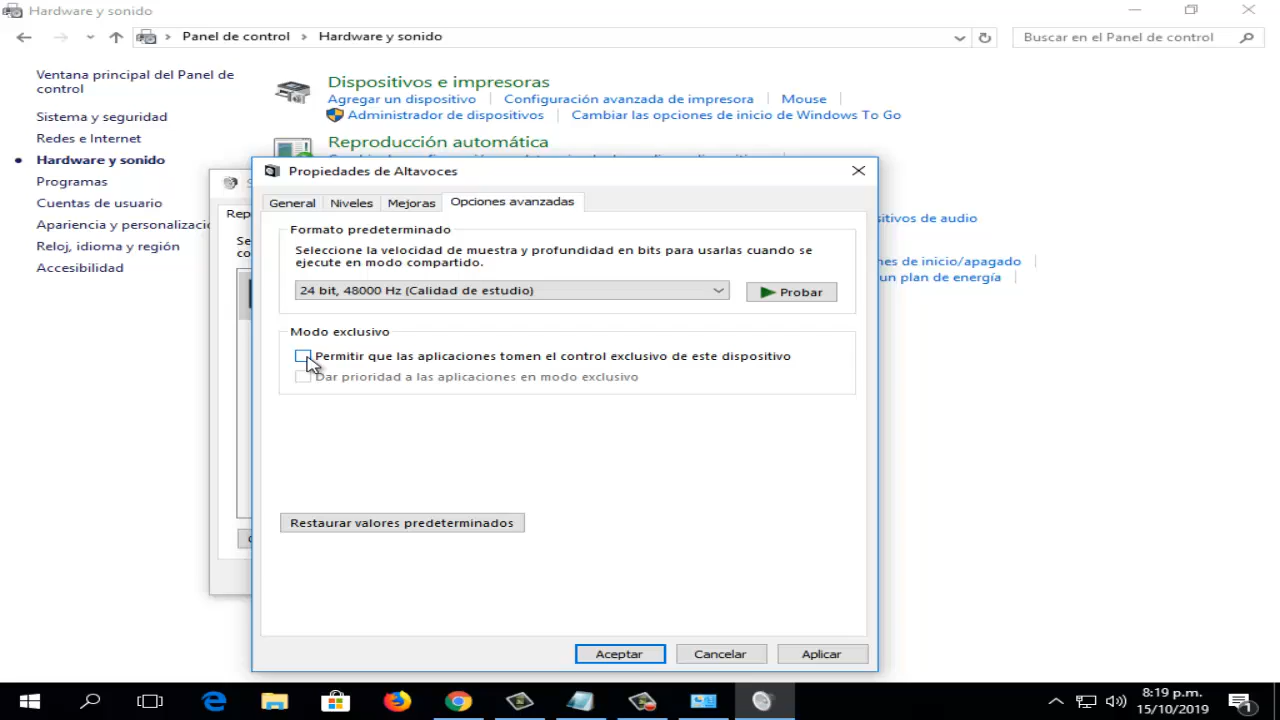 Hardware y sonido
Panel de control
Hardware y sonido
Buscar en el Panel de control
Ventana principal del Panel de
control
Sistema y seguridad
Redes e Internet
Hardware y sonido
Programas
Cuentas de usuario
Apariencia y personalizació
Reloj, idioma y región
Accesibilidad
Dispositivos e impresoras
Agregar un dispositivo
Configuración avanzada de impresora
Mouse
Administrador de dispositivos
Cambiar las opciones de inicio de Windows To Go
Reproducción automática
sitivos de audio
nes de inicio/apagado
un plan de energía
Rep
Se
co
Propiedades de Altavoces
General
Niveles
Mejoras
Opciones avanzadas
Formato predeterminado
Seleccione la velocidad de muestra y profundidad en bits para usarlas cuando se
ejecute en modo compartido.
24 bit, 48000 Hz (Calidad de estudio)
Probar
Modo exclusivo
Permitir que las aplicaciones tomen el control exclusivo de este dispositivo
Dar prioridad a las aplicaciones en modo exclusivo
Restaurar valores predeterminados
Aceptar
Cancelar
Aplicar
8:19 p.m.
15/10/2019
1